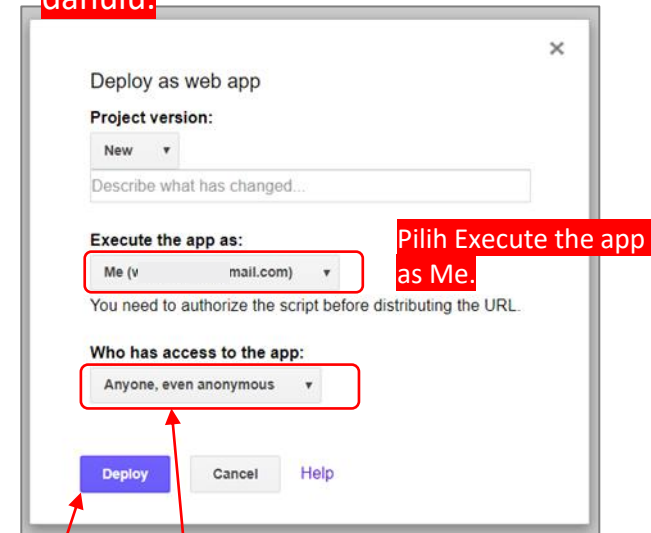 dahulu.
Deploy as web app
Project version:
New
Describe what has changed...
Execute the app as:
Pilih Execute the app
as Me.
Me (v mail.com)
You need to authorize the script before distributing the URL.
Who has access to the app:
Anyone, even anonymous
Deploy Cancel Help